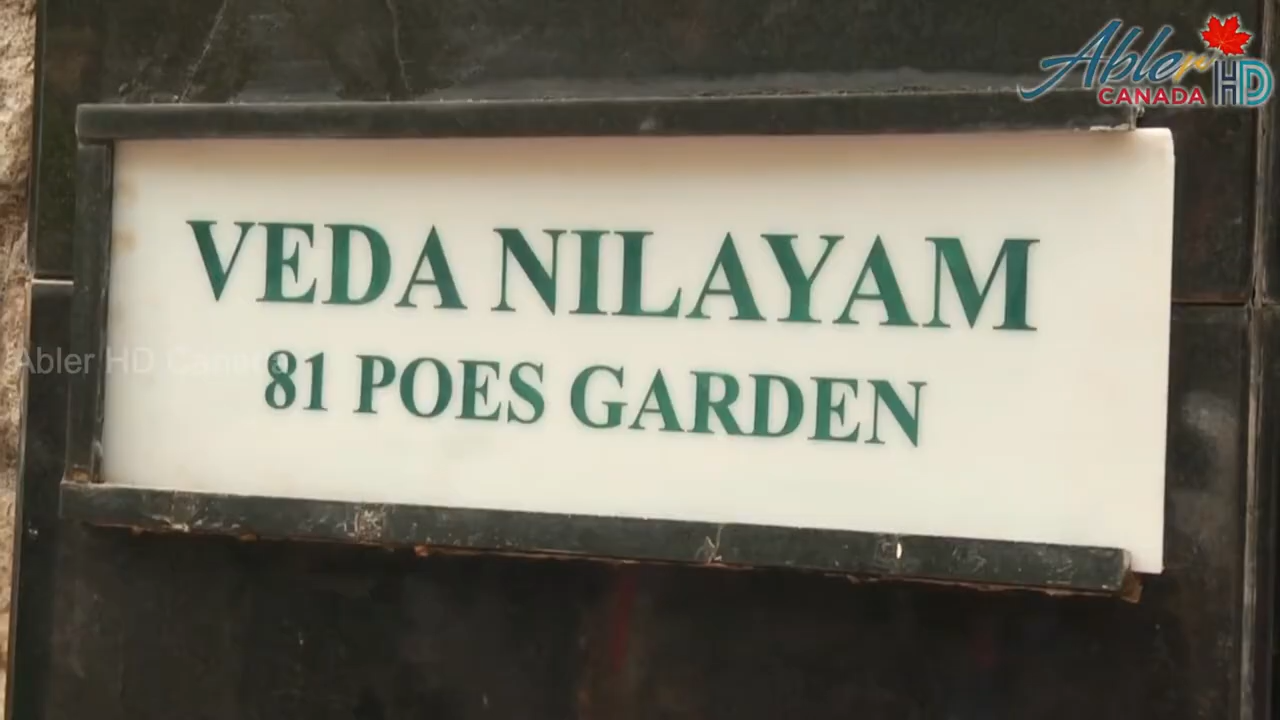 Abler
CANADA HD
VEDA NILAYAM
81 POES GARDEN
Abler HD Canada